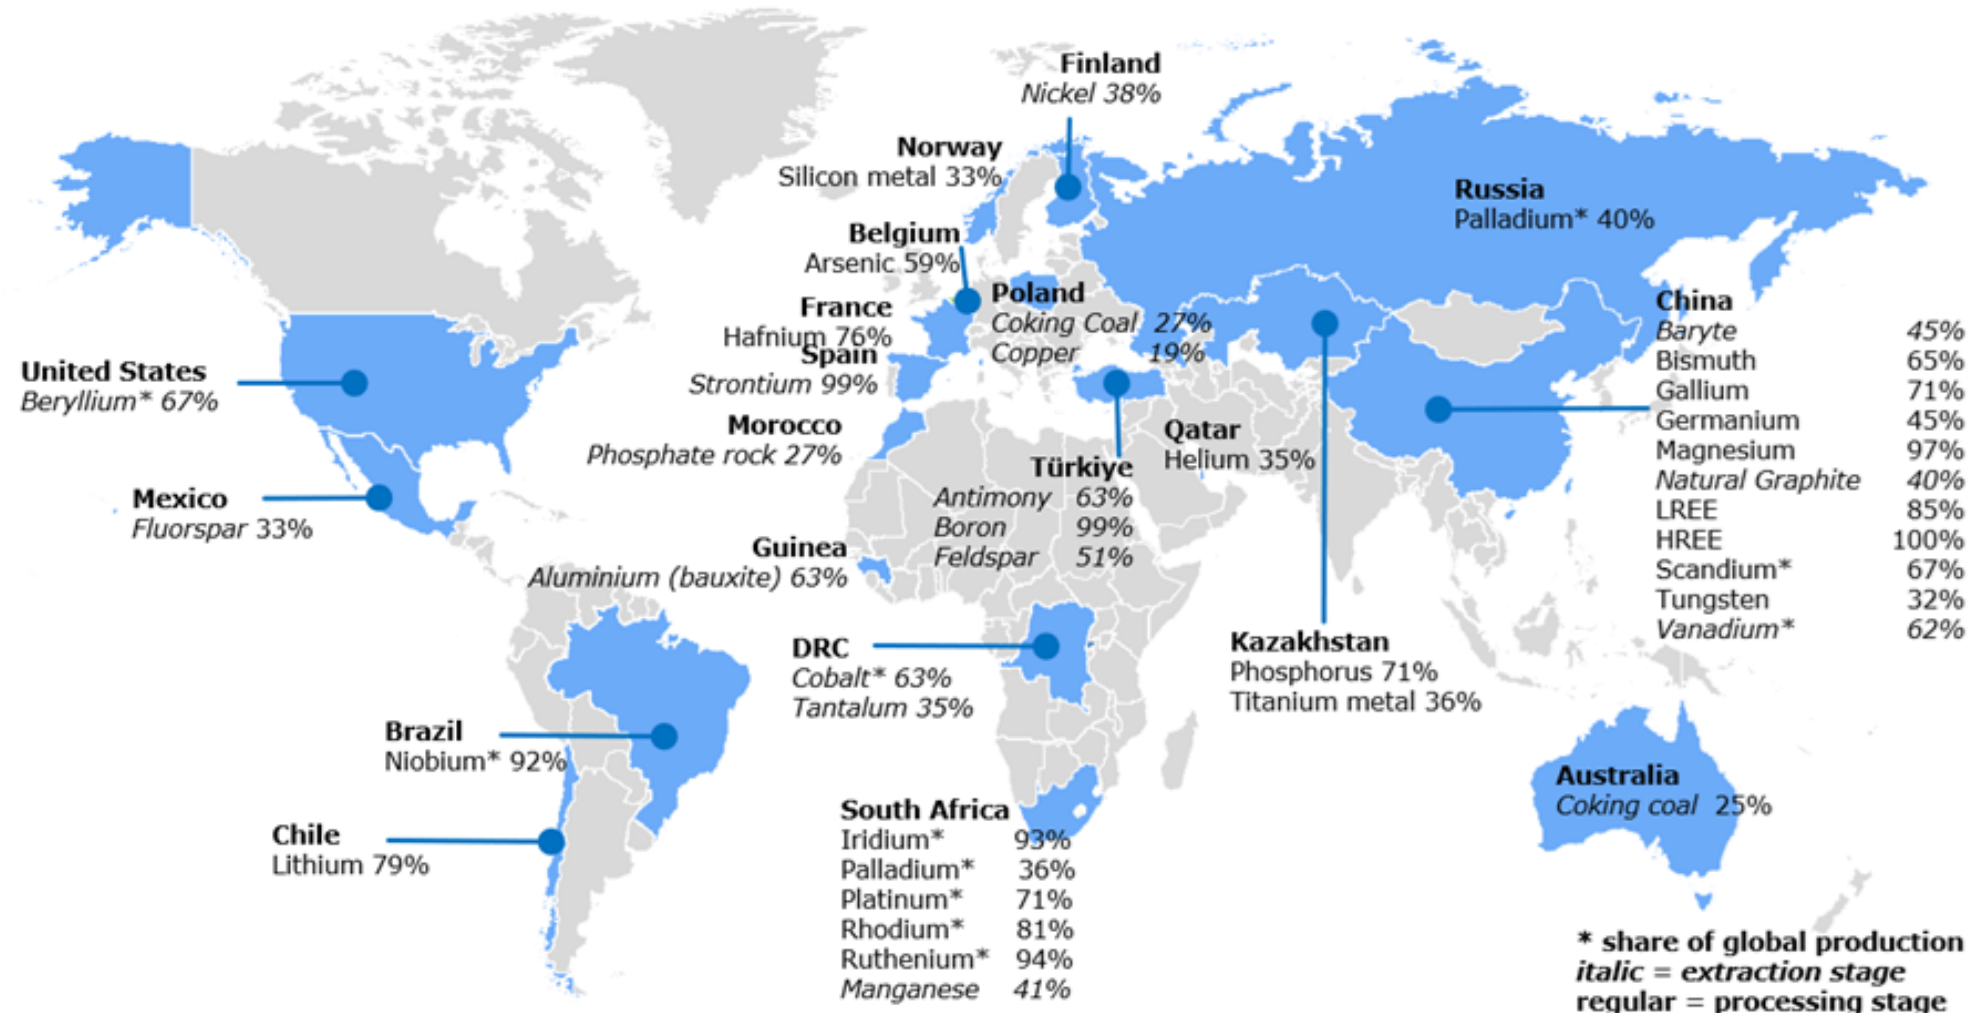 Finland
Nickel 38%
Norway
Silicon metal 33%
Russia
Palladium* 40%
Belgium
Arsenic 59%
Poland
Coking Coal 27%
Copper 19%
France
Hafnium 76%
Spain
Strontium 99%
China
Baryte 45%
Bismuth 65%
Gallium 71%
Germanium 45%
Magnesium 97%
Natural Graphite 40%
LREE 85%
HREE 100%
Scandium* 67%
Tungsten 32%
Vanadium* 62%
United States
Beryllium* 67%
Morocco
Phosphate rock 27%
Qatar
Helium 35%
Türkiye
Antimony 63%
Boron 99%
Feldspar 51%
Mexico
Fluorspar 33%
Guinea
Aluminium (bauxite) 63%
DRC
Cobalt* 63%
Tantalum 35%
Kazakhstan
Phosphorus 71%
Titanium metal 36%
Brazil
Niobium* 92%
Australia
Coking coal 25%
Chile
Lithium 79%
South Africa
Iridium* 93%
Palladium* 36%
Platinum* 71%
Rhodium* 81%
Ruthenium* 94%
Manganese 41%
* share of global production
italic = extraction stage
regular = processing stage